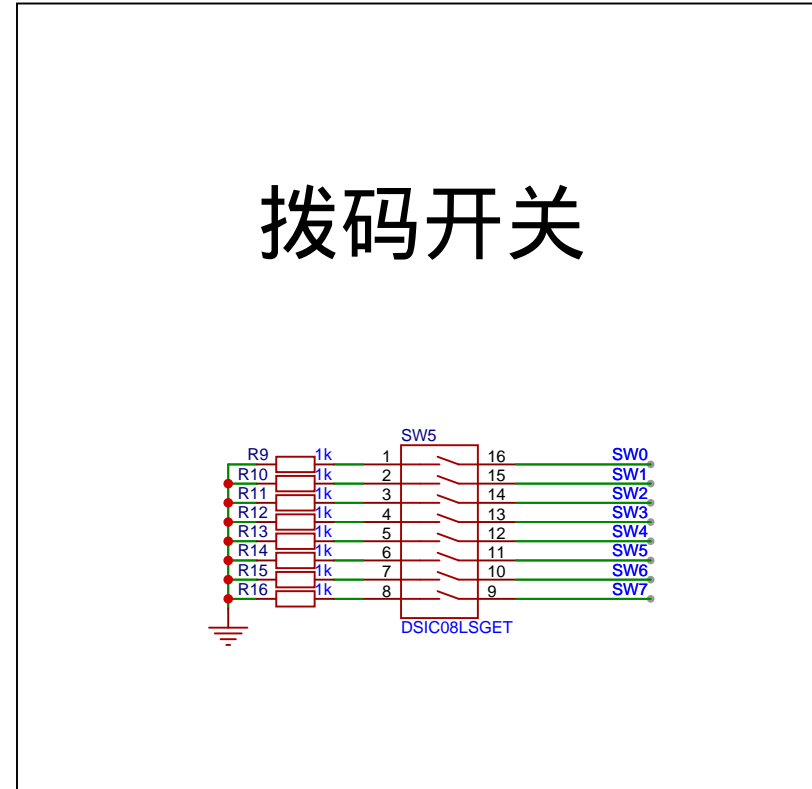 拨码开关
SW5
R9 1k 1 16 SW0
R10 1k 2 15 SW1
R11 1k 3 14 SW2
R12 1k 4 13 SW3
R13 1k 5 12 SW4
R14 1k 6 11 SW5
R15 1k 7 10 SW6
R16 1k 8 9 SW7
DSIC08LSGET